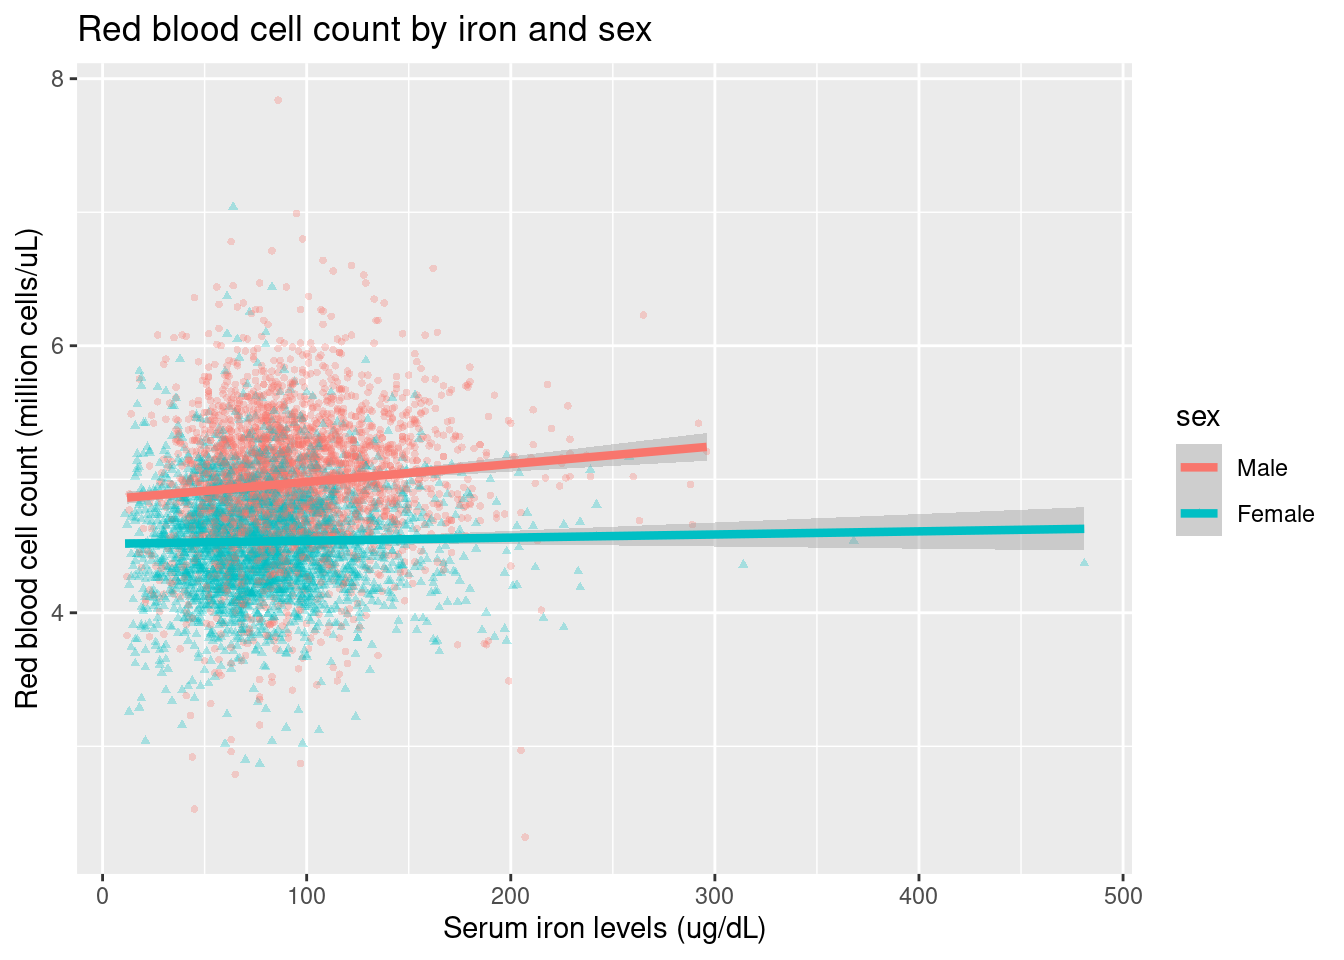 Red blood cell count by iron and sex
Red blood cell count (million cells/uL)
8
6
4
0 100 200 300 400 500
Serum iron levels (ug/dL)
sex
Male
Female